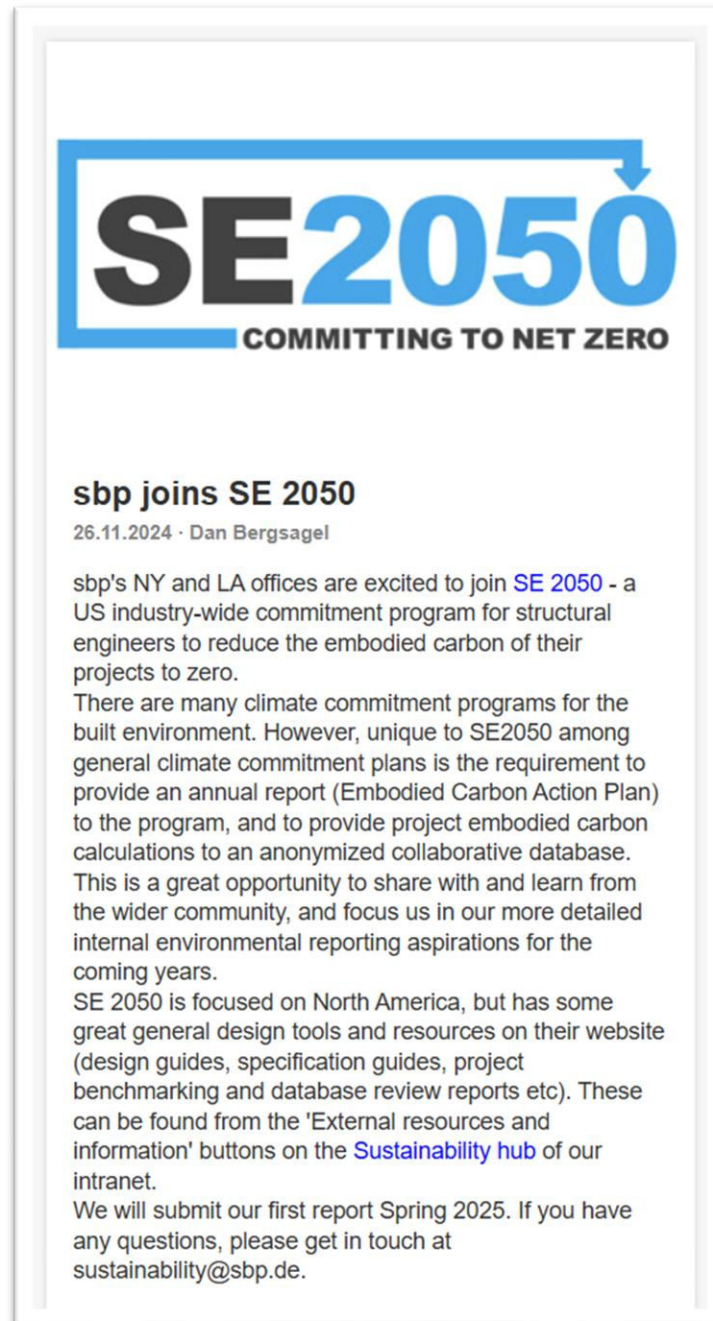 SE2050
COMMITTING TO NET ZERO
sbp joins SE 2050
26.11.2024 · Dan Bergsagel
sbp's NY and LA offices are excited to join SE 2050 - a
US industry-wide commitment program for structural
engineers to reduce the embodied carbon of their
projects to zero.
There are many climate commitment programs for the
built environment. However, unique to SE2050 among
general climate commitment plans is the requirement to
provide an annual report (Embodied Carbon Action Plan)
to the program, and to provide project embodied carbon
calculations to an anonymized collaborative database.
This is a great opportunity to share with and learn from
the wider community, and focus us in our more detailed
internal environmental reporting aspirations for the
coming years.
SE 2050 is focused on North America, but has some
great general design tools and resources on their website
(design guides, specification guides, project
benchmarking and database review reports etc). These
can be found from the 'External resources and
information' buttons on the Sustainability hub of our
intranet.
We will submit our first report Spring 2025. If you have
any questions, please get in touch at
sustainability@sbp.de.